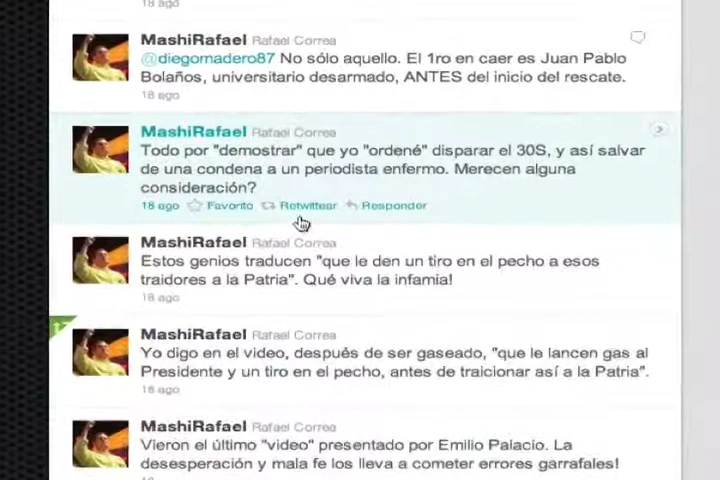 18 ago
MashiRafael Rafael Correa
@diegomadero87 No sólo aquello. El 1ro en caer es Juan Pablo
Bolaños, universitario desarmado, ANTES del inicio del rescate.
18 ago
MashiRafael Rafael Correa
Todo por "demostrar" que yo "ordené" disparar el 30S, y así salvar
de una condena a un periodista enfermo. Merecen alguna
consideración?
18 ago Favorito Retwittear Responder
MashiRafael Rafael Correa
Estos genios traducen "que le den un tiro en el pecho a esos
traidores a la Patria". Qué viva la infamia!
18 ago
MashiRafael Rafael Correa
Yo digo en el video, después de ser gaseado, "que le lancen gas al
Presidente y un tiro en el pecho, antes de traicionar así a la Patria".
18 ago
MashiRafael Rafael Correa
Vieron el último "video" presentado por Emilio Palacio. La
desesperación y mala fe los lleva a cometer errores garrafales!